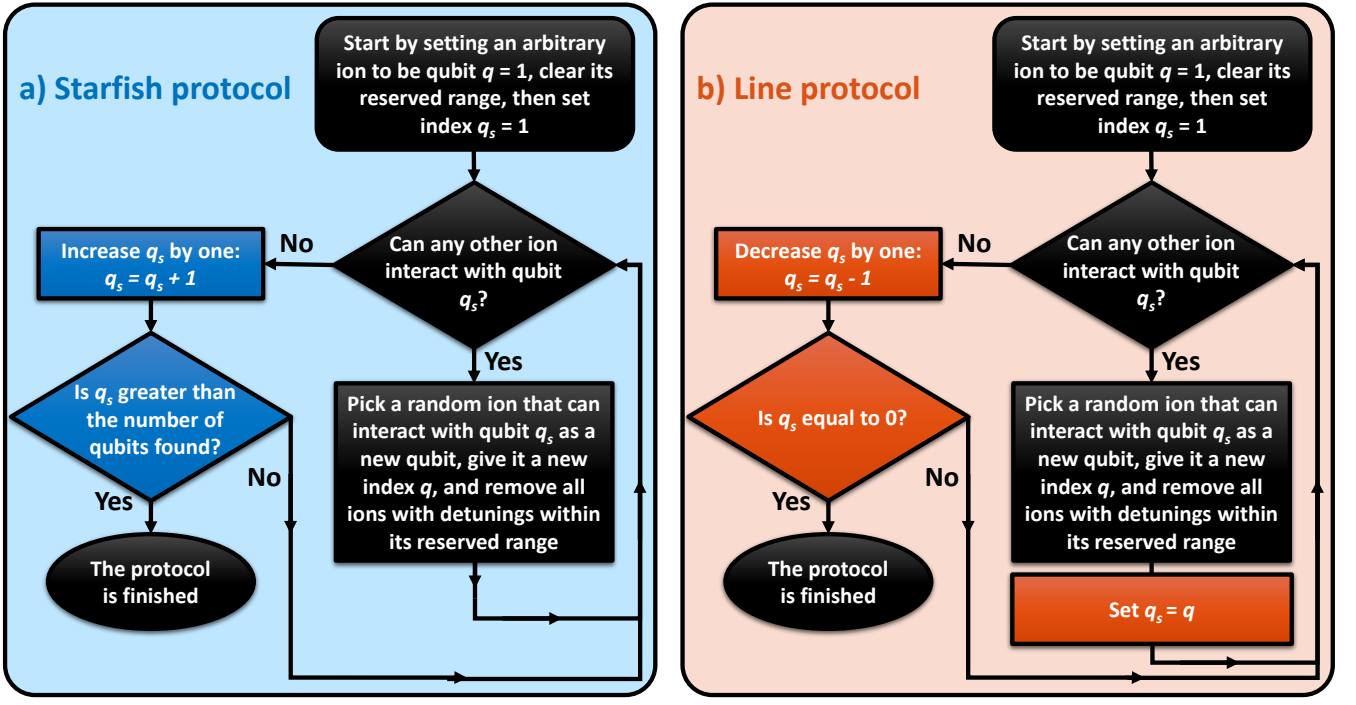 a) Starfish protocol
Start by setting an arbitrary
ion to be qubit q = 1, clear its
reserved range, then set
index qₛ = 1
Can any other ion
interact with qubit
qₛ?
No
Increase qₛ by one:
qₛ = qₛ + 1
Is qₛ greater than
the number of
qubits found?
Yes
No
The protocol
is finished
Yes
Pick a random ion that can
interact with qubit qₛ as a
new qubit, give it a new
index q, and remove all
ions with detunings within
its reserved range
b) Line protocol
Start by setting an arbitrary
ion to be qubit q = 1, clear its
reserved range, then set
index qₛ = 1
Can any other ion
interact with qubit
qₛ?
No
Decrease qₛ by one:
qₛ = qₛ - 1
Is qₛ equal to 0?
Yes
No
The protocol
is finished
Yes
Pick a random ion that can
interact with qubit qₛ as a
new qubit, give it a new
index q, and remove all
ions with detunings within
its reserved range
Set qₛ = q